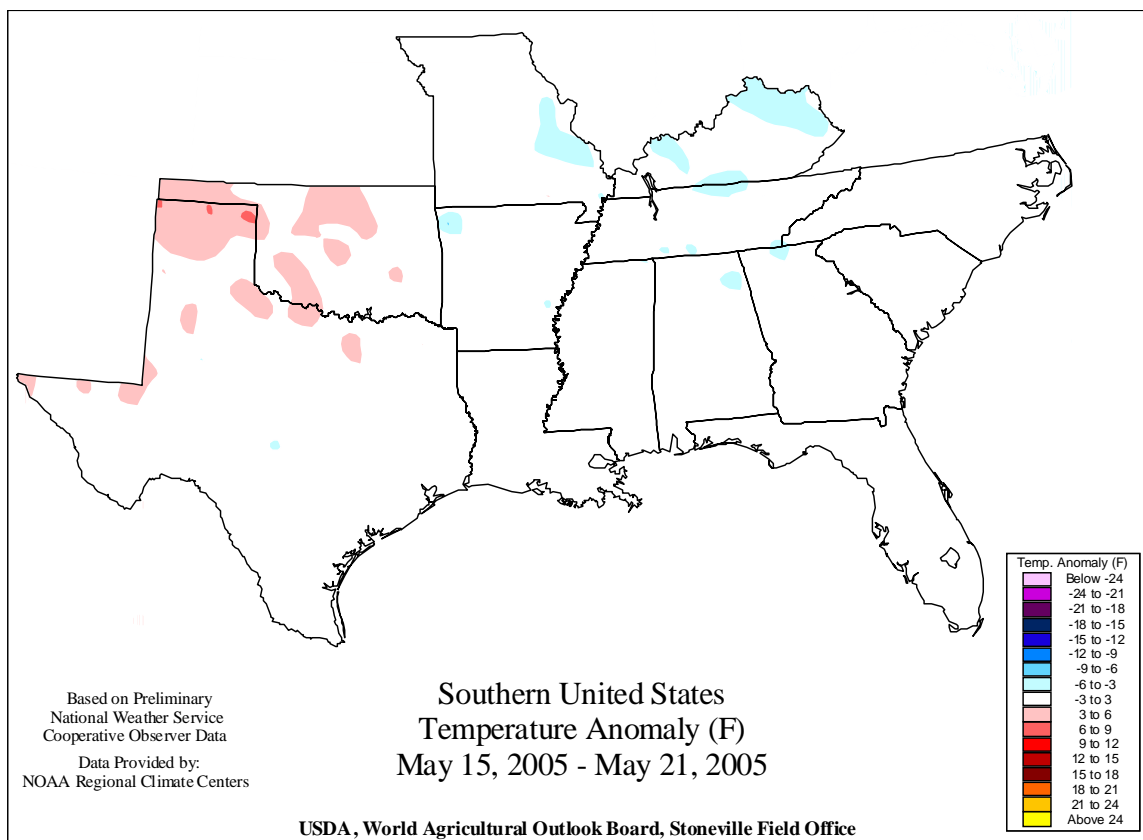 Temp. Anomaly (F)
Below -24
-24 to -21
-21 to -18
-18 to -15
-15 to -12
-12 to -9
-9 to -6
-6 to -3
-3 to 3
3 to 6
6 to 9
9 to 12
12 to 15
15 to 18
18 to 21
21 to 24
Above 24
Based on Preliminary
National Weather Service
Cooperative Observer Data
Data Provided by:
NOAA Regional Climate Centers
Southern United States
Temperature Anomaly (F)
May 15, 2005 - May 21, 2005
USDA, World Agricultural Outlook Board, Stoneville Field Office